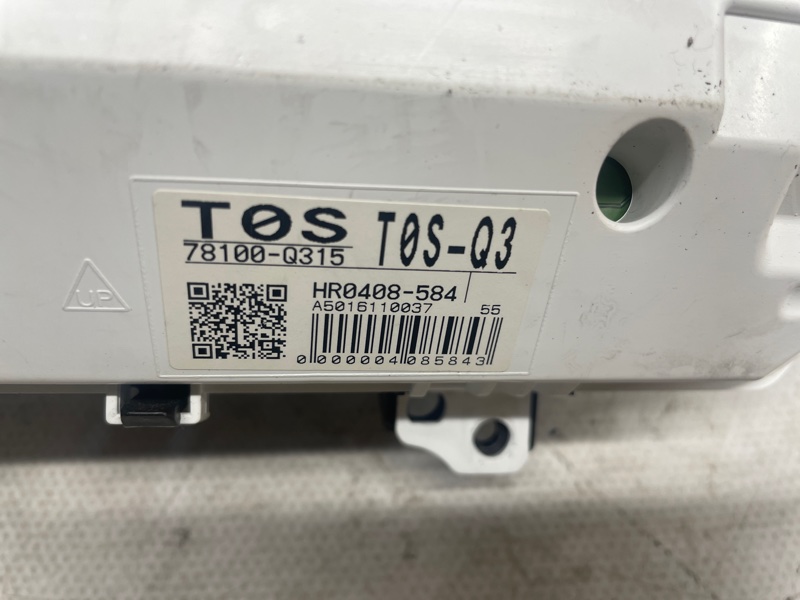 T0S T0S-Q3
78100-Q315
HR0408-584
A5016110037 55
0 000004 085843
UP